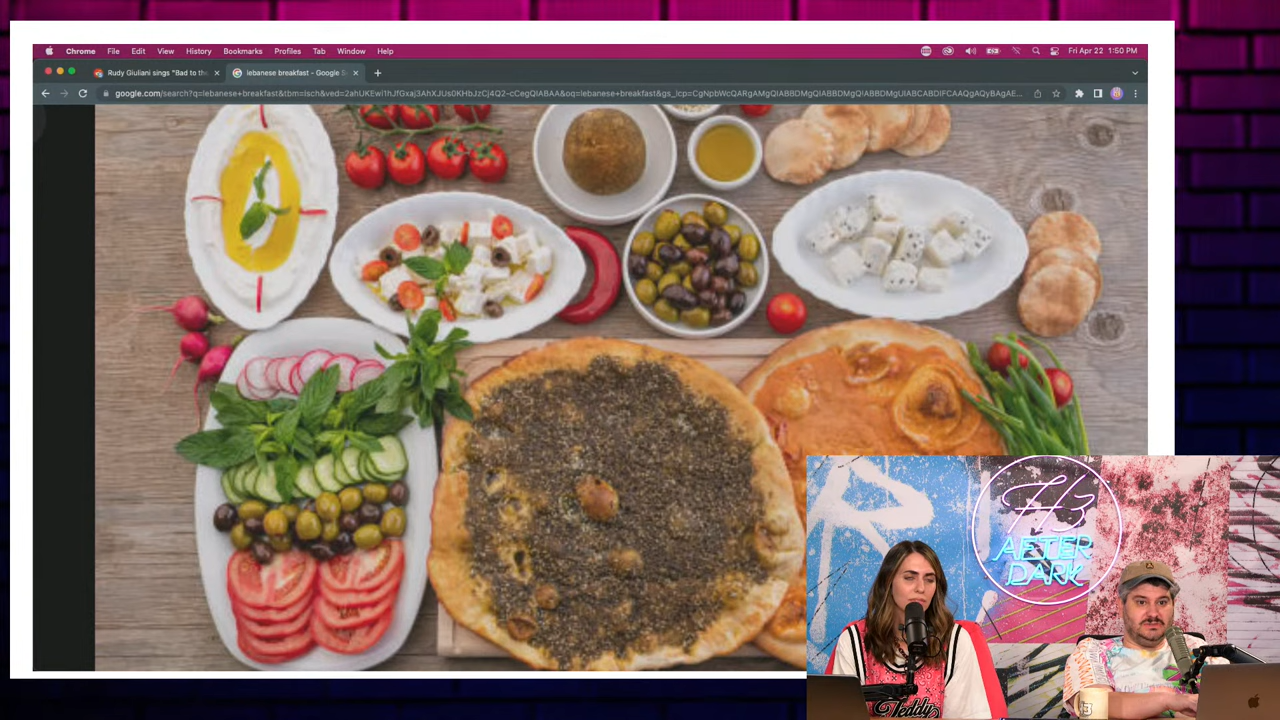 Chrome File Edit View History Bookmarks Profiles Tab Window Help
Fri Apr 22 1:50 PM
Rudy Giuliani sings "Bad to the
lebanese breakfast - Google S
H3
AFTER
DARK
Teddy